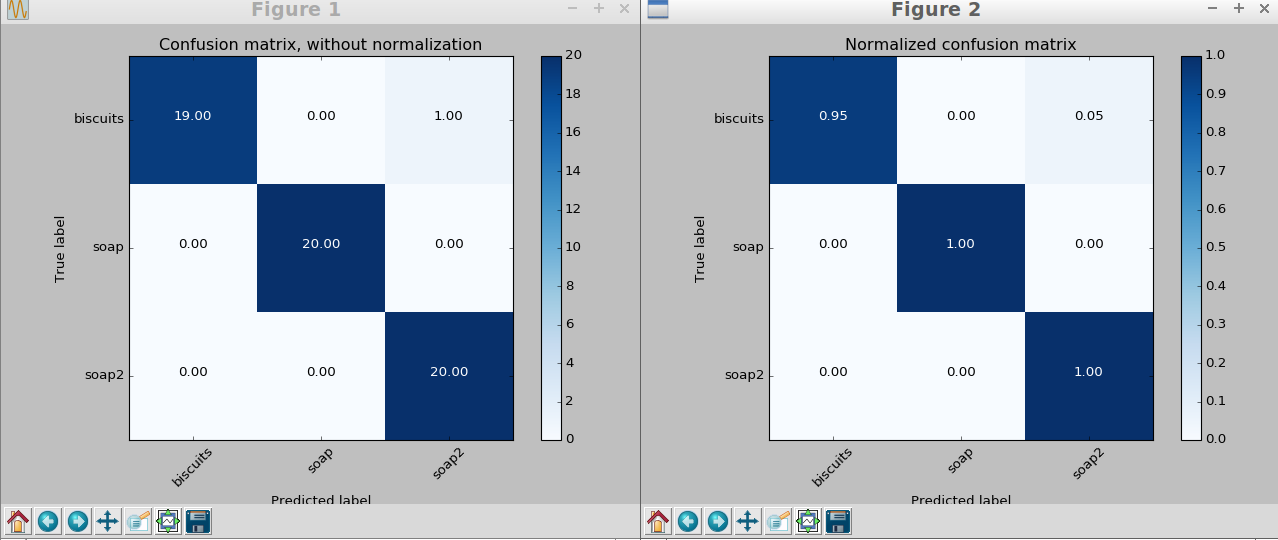 Figure 1
Confusion matrix, without normalization
biscuits 19.00 0.00 1.00
soap 0.00 20.00 0.00
soap2 0.00 0.00 20.00
True label
biscuits soap soap2
Predicted label
20
18
16
14
12
10
8
6
4
2
0
Figure 2
Normalized confusion matrix
biscuits 0.95 0.00 0.05
soap 0.00 1.00 0.00
soap2 0.00 0.00 1.00
True label
biscuits soap soap2
Predicted label
1.0
0.9
0.8
0.7
0.6
0.5
0.4
0.3
0.2
0.1
0.0